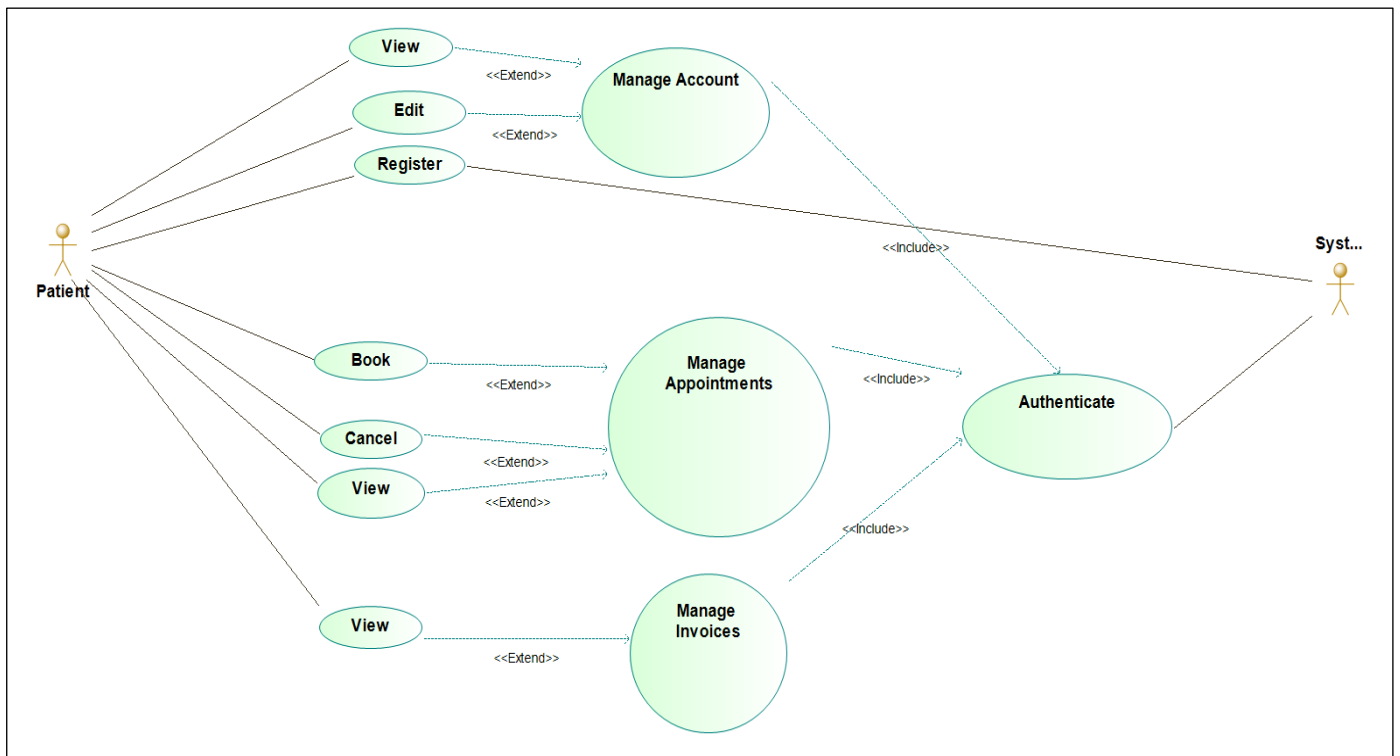 View
<<Extend>>
Manage Account
Edit
<<Extend>>
Register
<<Include>>
Syst...
Patient
Book
<<Extend>>
Manage
Appointments
<<Include>>
Authenticate
Cancel
<<Extend>>
View
<<Extend>>
<<Include>>
View
<<Extend>>
Manage
Invoices